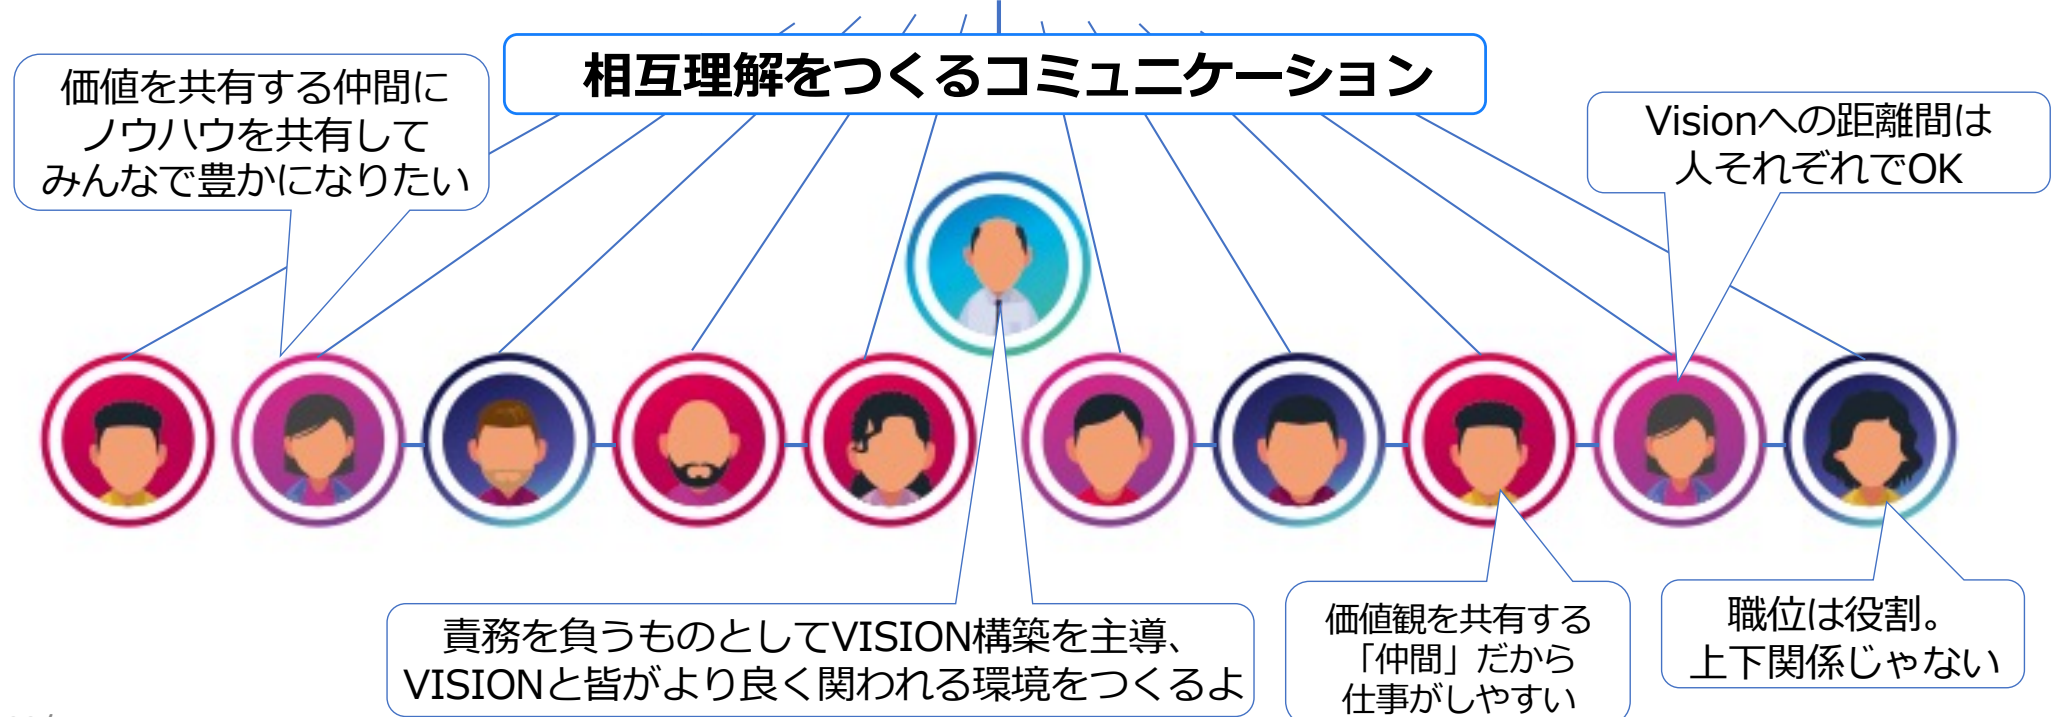 相互理解をつくるコミュニケーション
価値を共有する仲間に
ノウハウを共有して
みんなで豊かになりたい
Visionへの距離間は
人それぞれでOK
責務を負うものとしてVISION構築を主導、
VISIONと皆がより良く関われる環境をつくるよ
価値観を共有する
「仲間」だから
仕事がしやすい
職位は役割。
上下関係じゃない